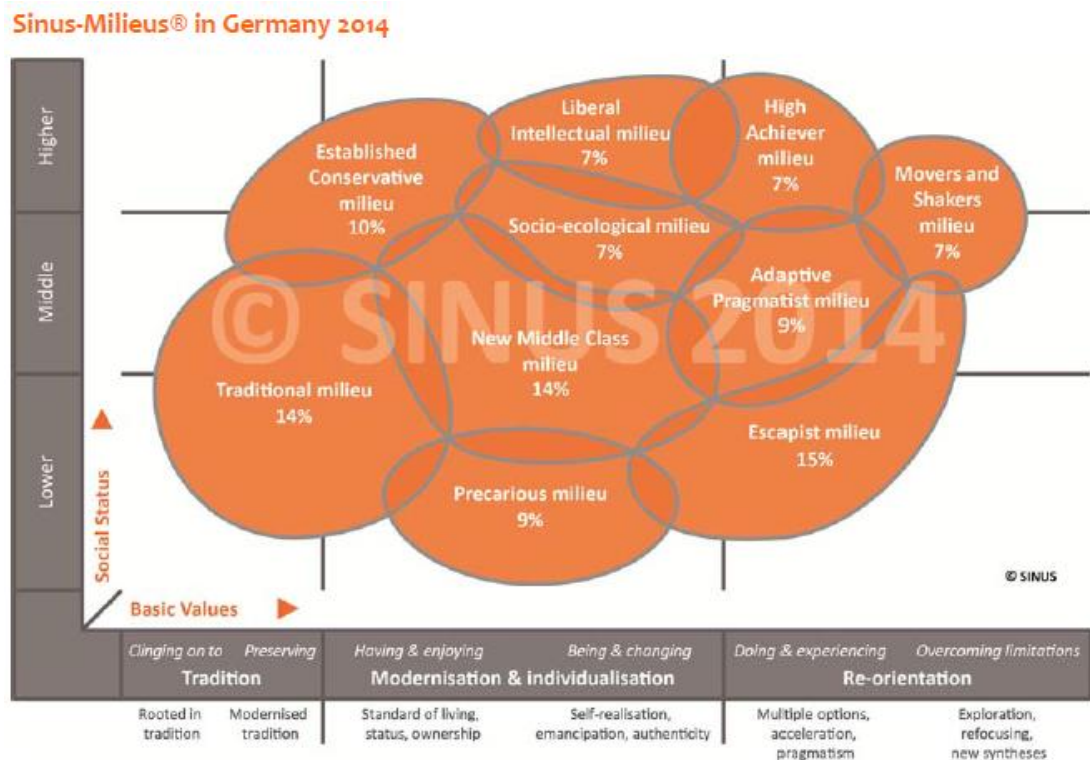 Sinus-Milieus® in Germany 2014
Higher
Middle
Lower
Social Status
Liberal
Intellectual milieu
7%
High
Achiever
milieu
7%
Established
Conservative
milieu
10%
Movers and
Shakers
milieu
7%
Socio-ecological milieu
7%
Adaptive
Pragmatist milieu
9%
© SINUS 2014
New Middle Class
milieu
14%
Traditional milieu
14%
Escapist milieu
15%
Precarious milieu
9%
© SINUS
Basic Values
Clinging on to Preserving
Tradition
Having & enjoying Being & changing
Modernisation & individualisation
Doing & experiencing Overcoming limitations
Re-orientation
Rooted in
tradition
Modernised
tradition
Standard of living,
status, ownership
Self-realisation,
emancipation, authenticity
Multiple options,
acceleration,
pragmatism
Exploration,
refocusing,
new syntheses